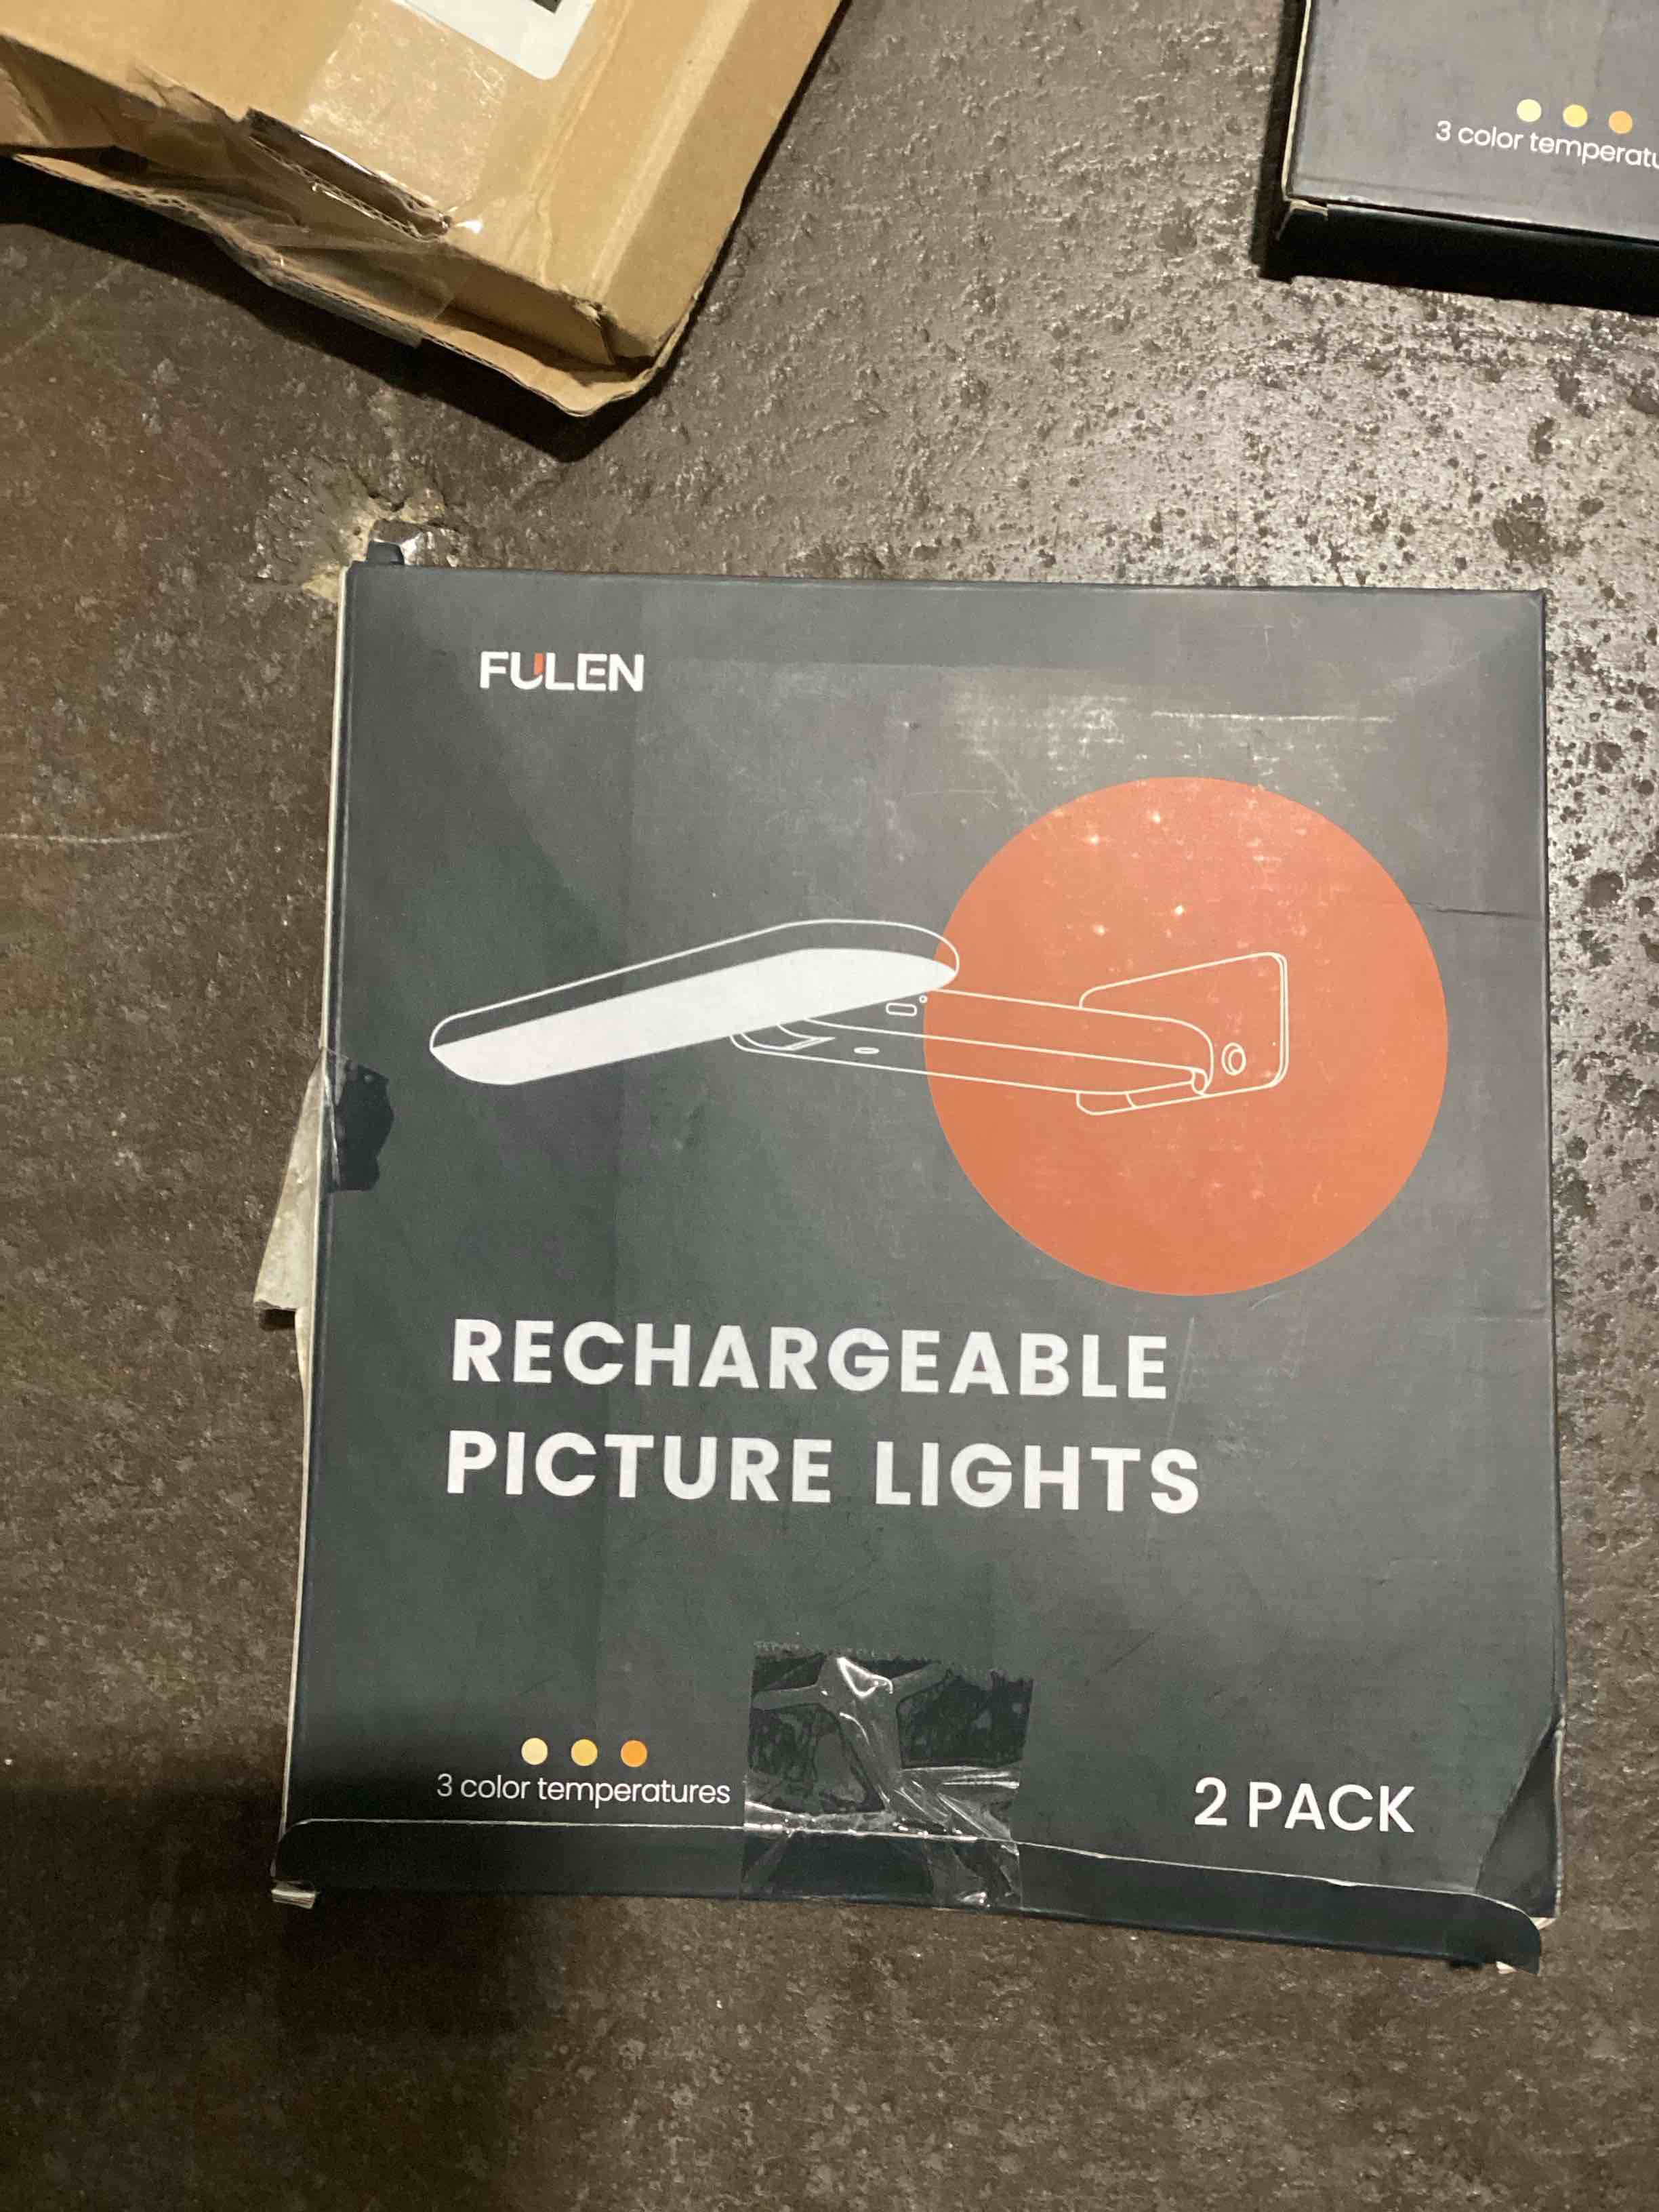 3 color temperatu
FULEN
RECHARGEABLE
PICTURE LIGHTS
3 color temperatures
2 PACK